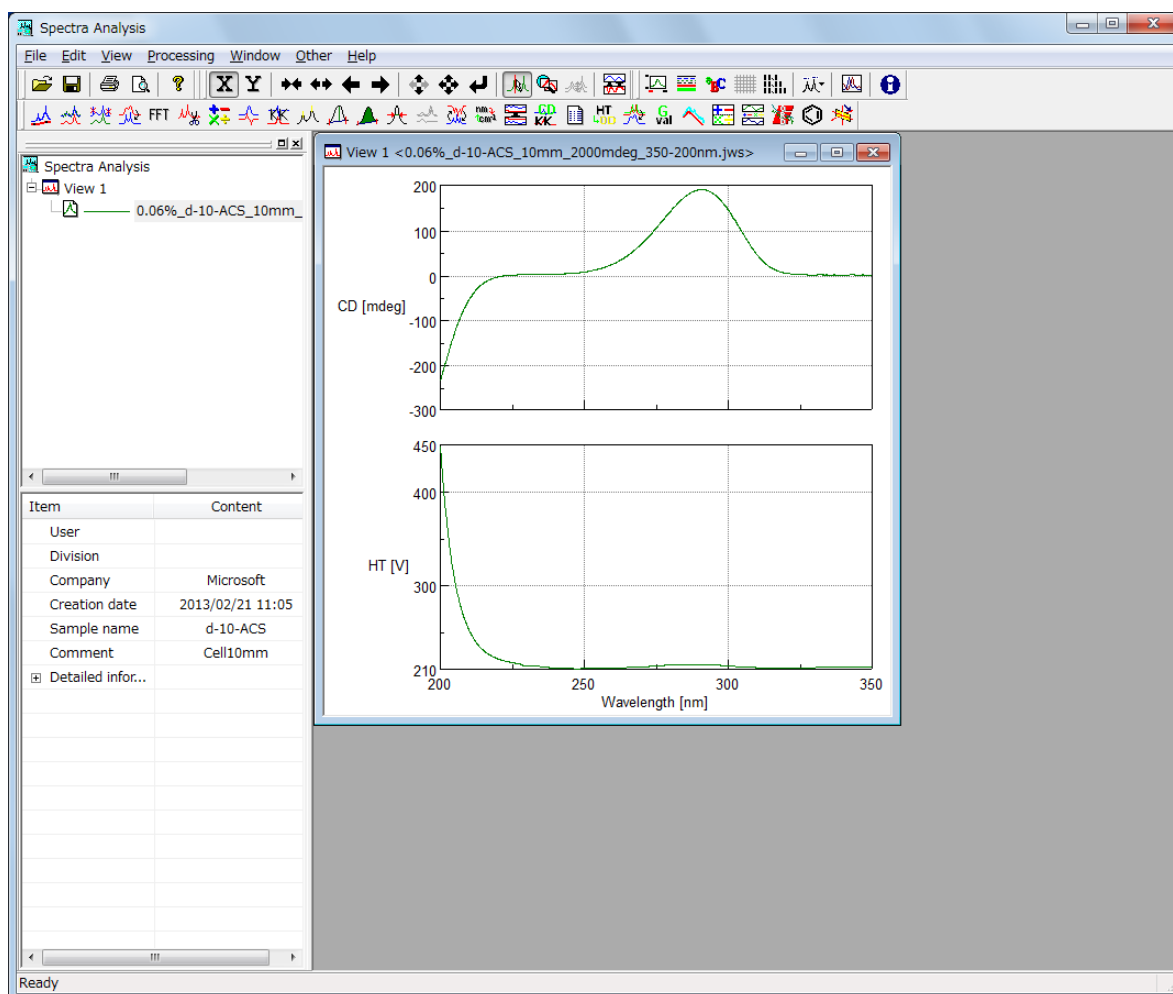 Spectra Analysis
File Edit View Processing Window Other Help
X Y
FFT
Spectra Analysis
View 1
0.06%_d-10-ACS_10mm_
Item Content
User
Division
Company Microsoft
Creation date 2013/02/21 11:05
Sample name d-10-ACS
Comment Cell10mm
Detailed infor...
View 1 <0.06%_d-10-ACS_10mm_2000mdeg_350-200nm.jws>
200
100
0
CD [mdeg]
-100
-200
-300
450
400
HT [V]
300
210
200 250 300 350
Wavelength [nm]
Ready